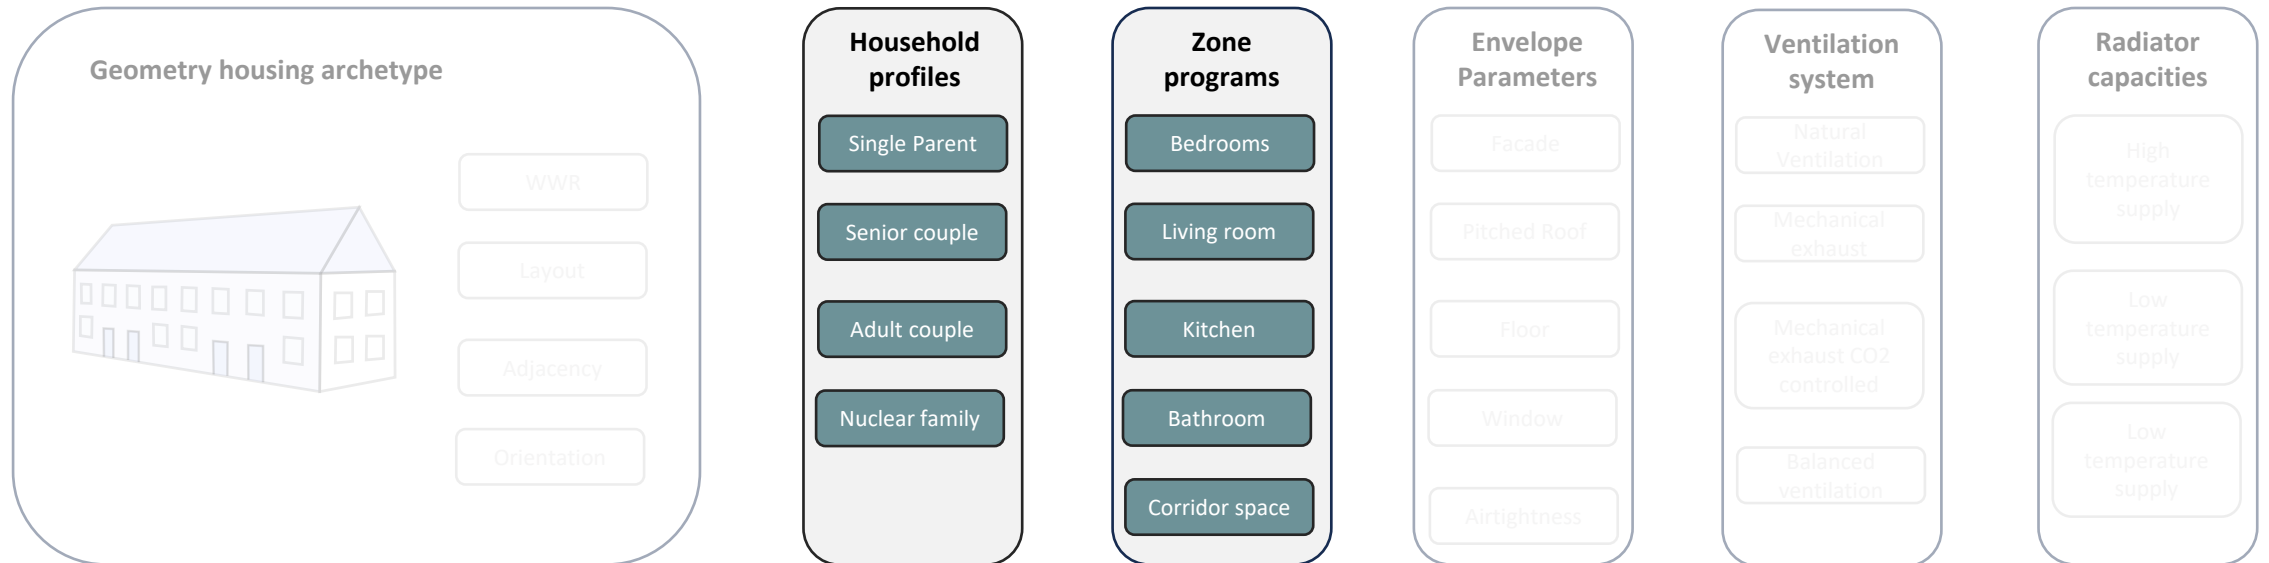 Geometry housing archetype
WWR
Layout
Adjacency
Orientation
Household
profiles
Single Parent
Senior couple
Adult couple
Nuclear family
Zone
programs
Bedrooms
Living room
Kitchen
Bathroom
Corridor space
Envelope
Parameters
Facade
Pitched Roof
Floor
Window
Airtightness
Ventilation
system
Natural
Ventilation
Mechanical
exhaust
Mechanical
exhaust CO2
controlled
Balanced
ventilation
Radiator
capacities
High
temperature
supply
Low
temperature
supply
Low
temperature
supply